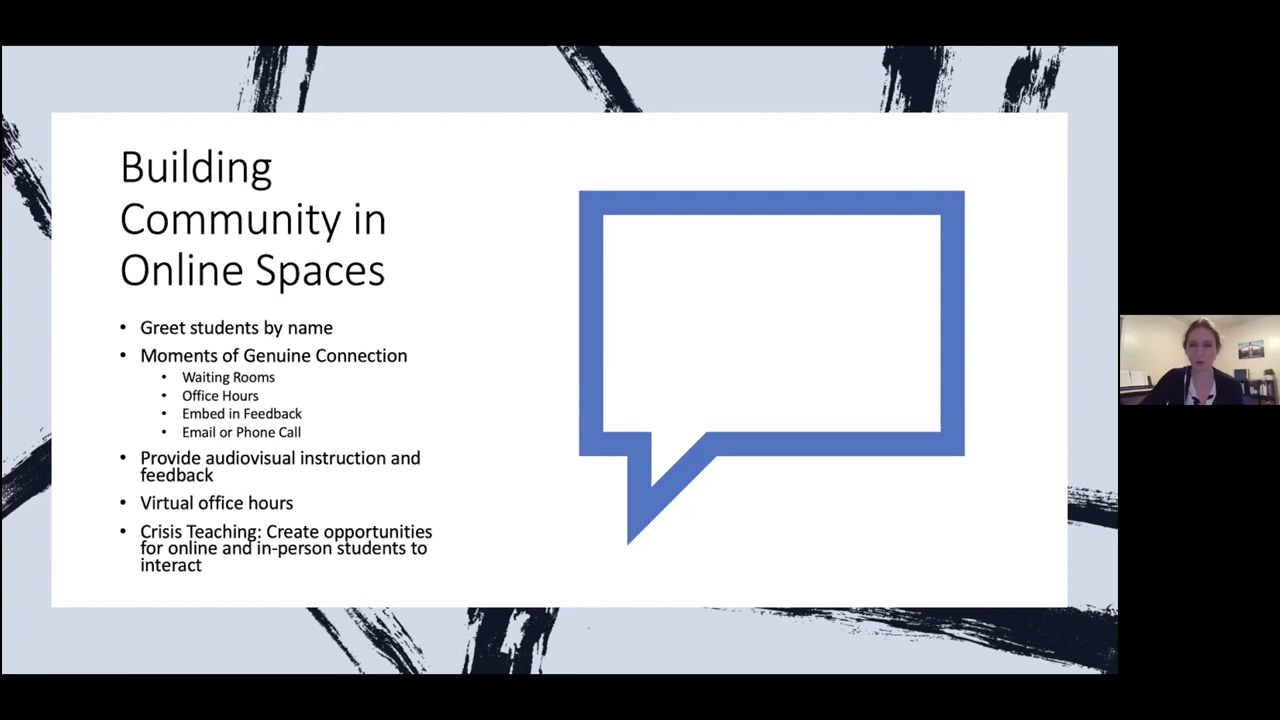 Building
Community in
Online Spaces
• Greet students by name
• Moments of Genuine Connection
• Waiting Rooms
• Office Hours
• Embed in Feedback
• Email or Phone Call
• Provide audiovisual instruction and
feedback
• Virtual office hours
• Crisis Teaching: Create opportunities
for online and in-person students to
interact